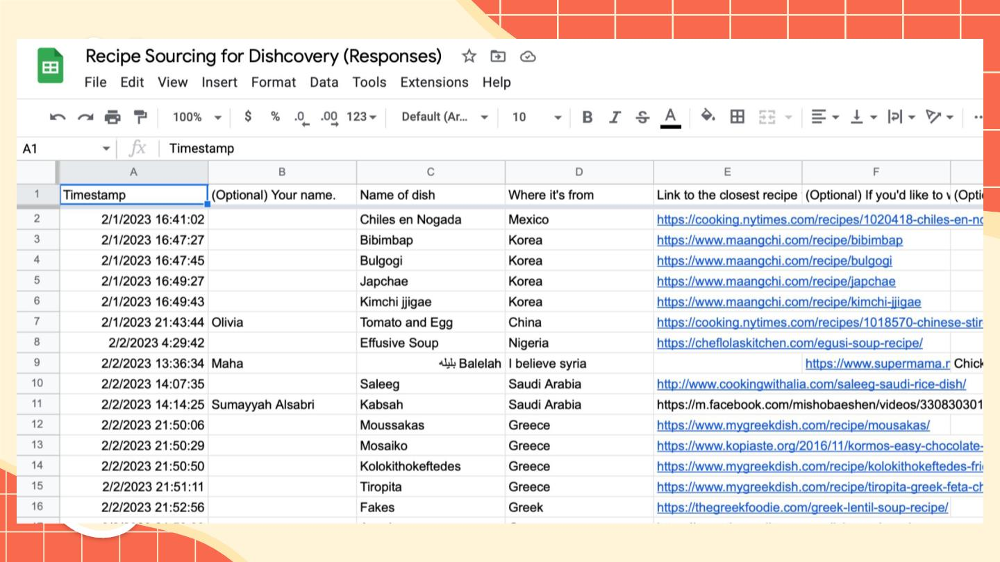 Recipe Sourcing for Dishcovery (Responses)
File Edit View Insert Format Data Tools Extensions Help
100% $ % .0 .00 123 Default (Ar... 10 B I S A
A1 fx Timestamp
A B C D E F
1 Timestamp (Optional) Your name. Name of dish Where it's from Link to the closest recipe (Optional) If you'd like to
2 2/1/2023 16:41:02 Chiles en Nogada Mexico https://cooking.nytimes.com/recipes/1020418-chiles-en-no
3 2/1/2023 16:47:27 Bibimbap Korea https://www.maangchi.com/recipe/bibimbap
4 2/1/2023 16:47:45 Bulgogi Korea https://www.maangchi.com/recipe/bulgogi
5 2/1/2023 16:49:27 Japchae Korea https://www.maangchi.com/recipe/japchae
6 2/1/2023 16:49:43 Kimchi jjigae Korea https://www.maangchi.com/recipe/kimchi-jjigae
7 2/1/2023 21:43:44 Olivia Tomato and Egg China https://cooking.nytimes.com/recipes/1018570-chinese-stir
8 2/2/2023 4:29:42 Effusive Soup Nigeria https://cheflolaskitchen.com/egusi-soup-recipe/
9 2/2/2023 13:36:34 Maha بليله Balelah I believe syria https://www.supermama.r Chick
10 2/2/2023 14:07:35 Saleeg Saudi Arabia http://www.cookingwithalia.com/saleeg-saudi-rice-dish/
11 2/2/2023 14:14:25 Sumayyah Alsabri Kabsah Saudi Arabia https://m.facebook.com/mishobaeshen/videos/330830301
12 2/2/2023 21:50:06 Moussakas Greece https://www.mygreekdish.com/recipe/mousakas/
13 2/2/2023 21:50:29 Mosaiko Greece https://www.kopiaste.org/2016/11/kormos-easy-chocolate-
14 2/2/2023 21:50:50 Kolokithokeftedes Greece https://www.mygreekdish.com/recipe/kolokithokeftedes-fri
15 2/2/2023 21:51:11 Tiropita Greece https://www.mygreekdish.com/recipe/tiropita-greek-feta-ch
16 2/2/2023 21:52:56 Fakes Greek https://thegreekfoodie.com/greek-lentil-soup-recipe/